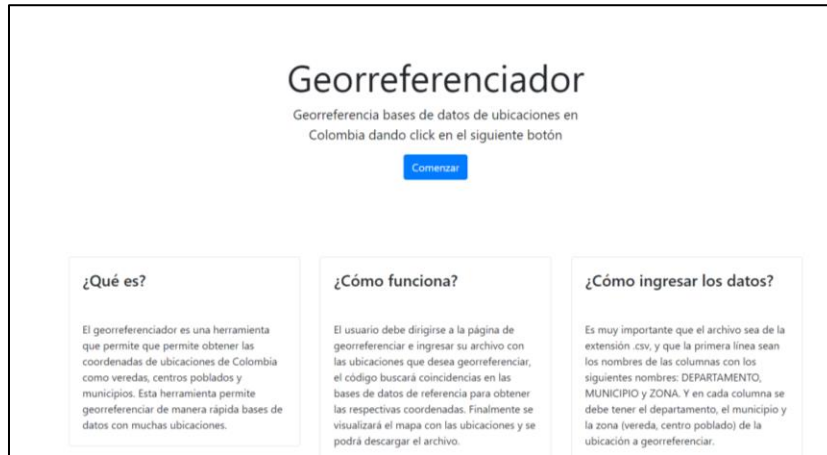 Georreferenciador
Georreferencia bases de datos de ubicaciones en
Colombia dando click en el siguiente botón
Comenzar
¿Qué es?
El georreferenciador es una herramienta
que permite que permite obtener las
coordenadas de ubicaciones de Colombia
como veredas, centros poblados y
municipios. Esta herramienta permite
georreferenciar de manera rápida bases de
datos con muchas ubicaciones.
¿Cómo funciona?
El usuario debe dirigirse a la página de
georreferenciar e ingresar su archivo con
las ubicaciones que desea georreferenciar,
el código buscará coincidencias en las
bases de datos de referencia para obtener
las respectivas coordenadas. Finalmente se
visualizará el mapa con las ubicaciones y se
podrá descargar el archivo.
¿Cómo ingresar los datos?
Es muy importante que el archivo sea de la
extensión .csv, y que la primera línea sean
los nombres de las columnas con los
siguientes nombres: DEPARTAMENTO,
MUNICIPIO y ZONA. Y en cada columna se
debe tener el departamento, el municipio y
la zona (vereda, centro poblado) de la
ubicación a georreferenciar.